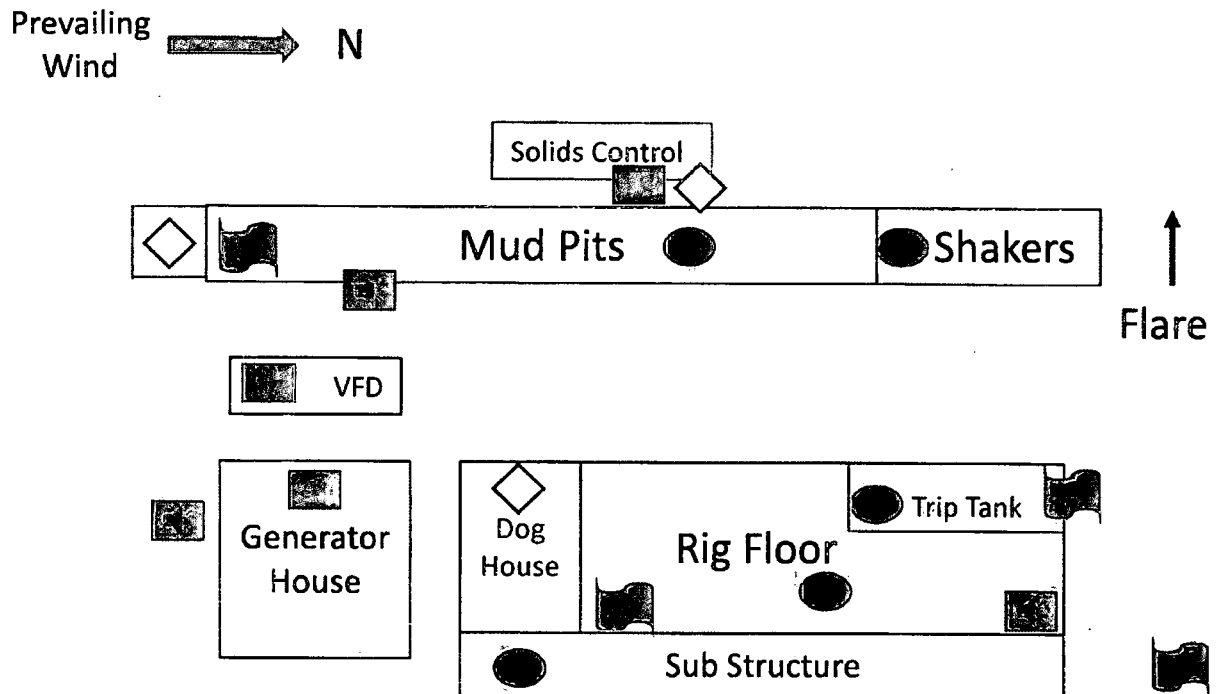 Prevailing
Wind
N
Solids Control
Mud Pits
Shakers
Flare
VFD
Generator
House
Dog
House
Rig Floor
Trip Tank
Sub Structure